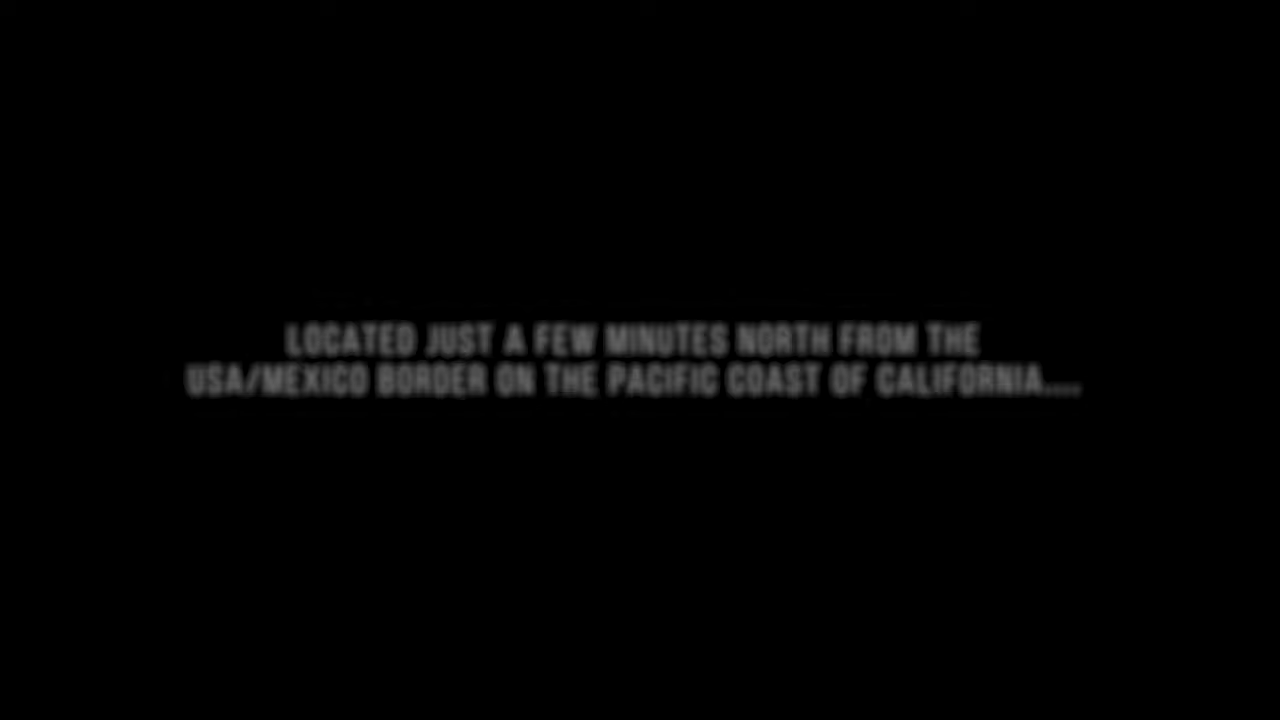 LOCATED JUST A FEW MINUTES NORTH FROM THE
USA/MEXICO BORDER ON THE PACIFIC COAST OF CALIFORNIA....